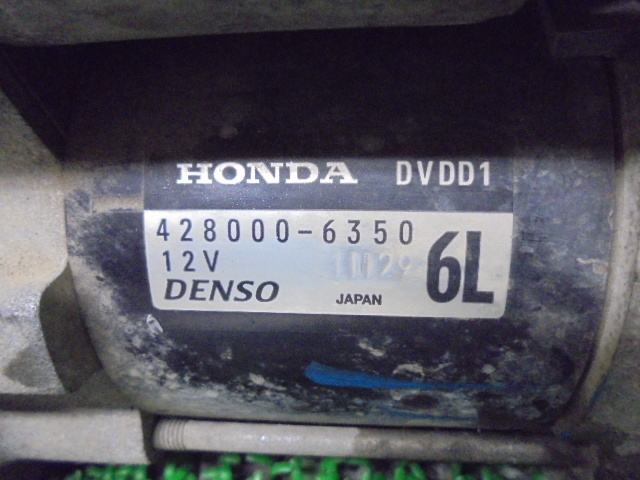 HONDA DVDD1
428000-6350
12V 6L
DENSO JAPAN